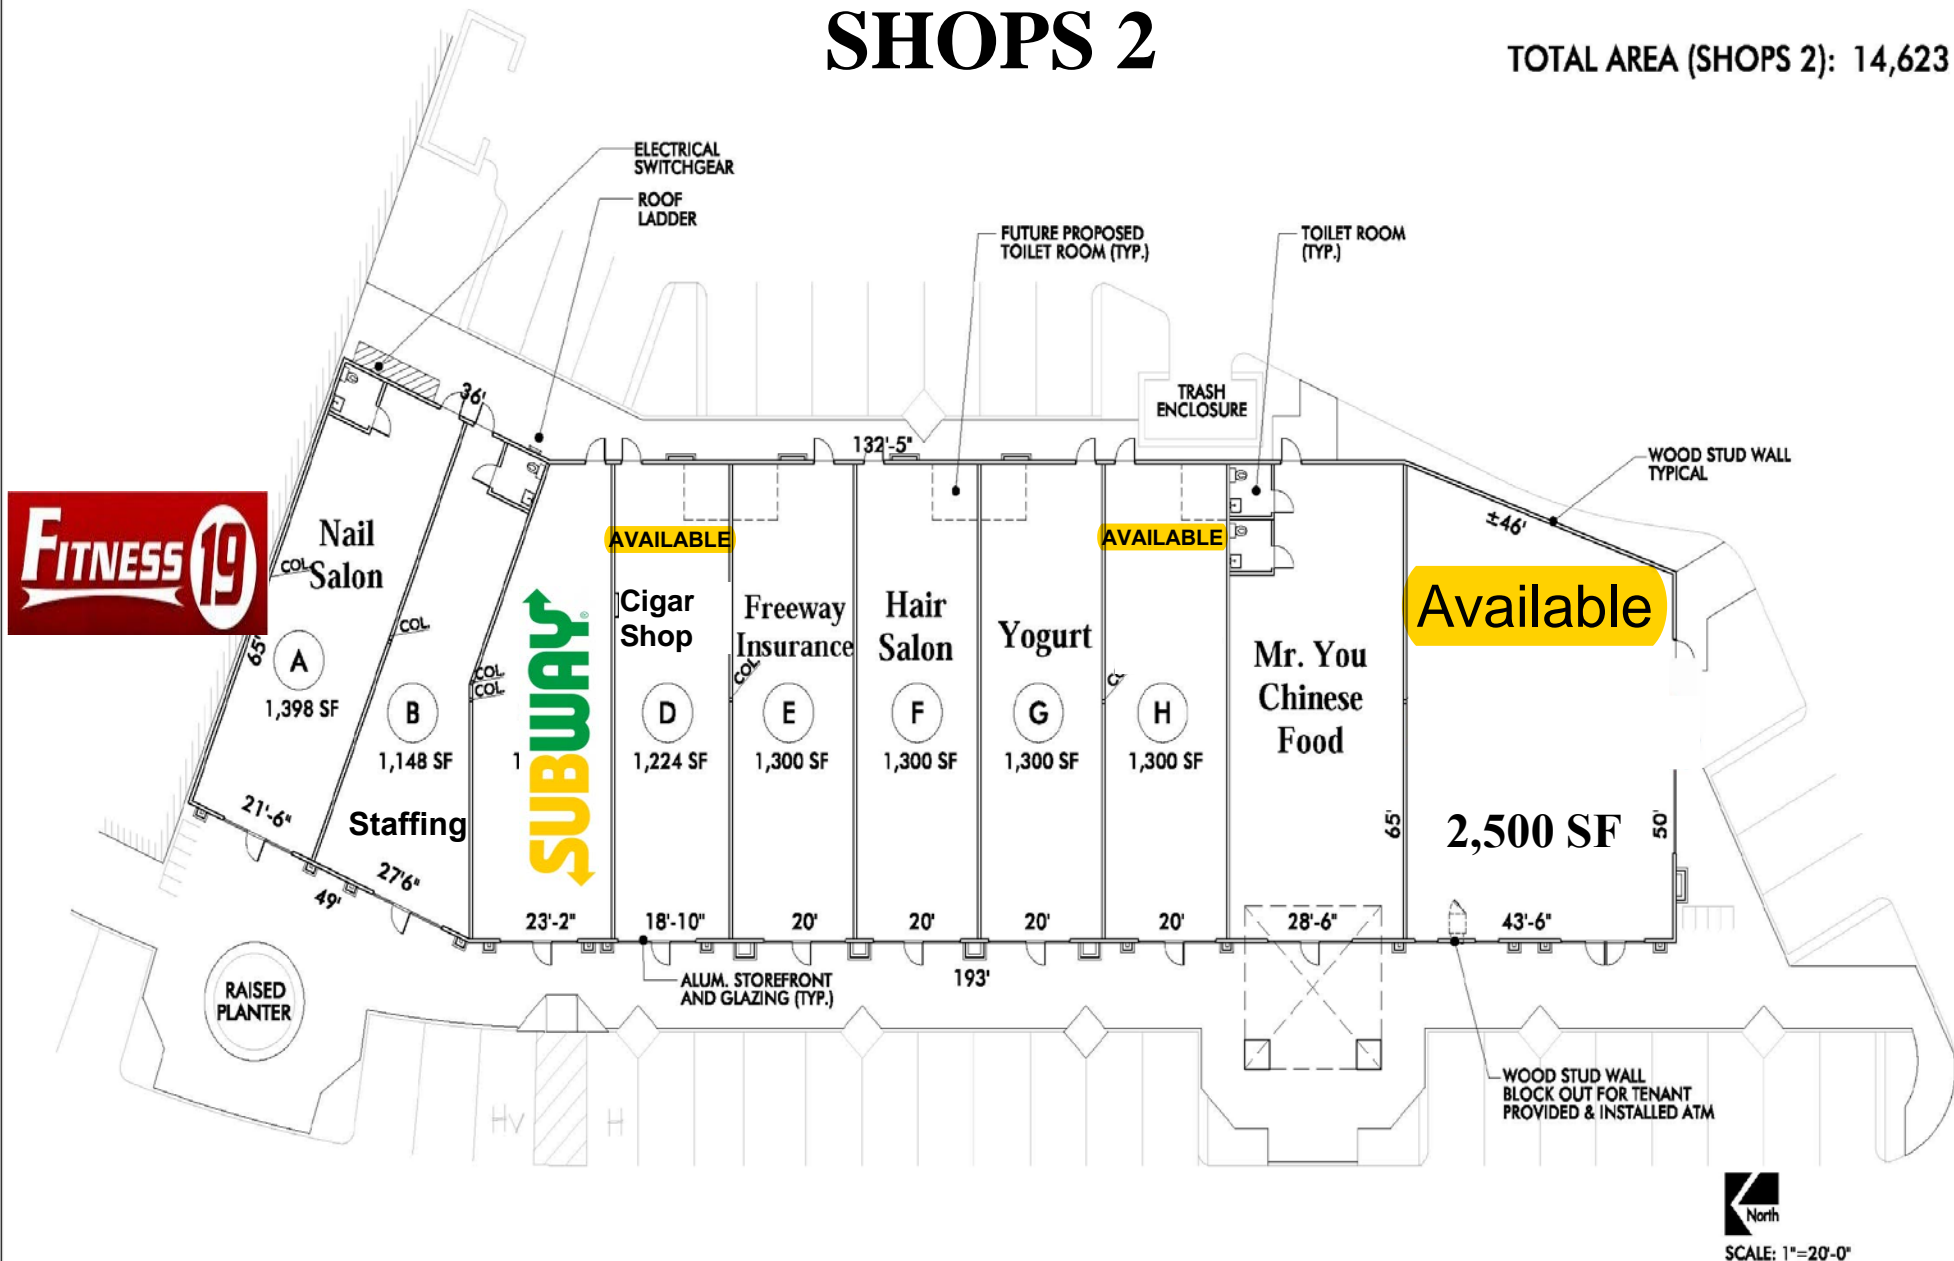 SHOPS 2
TOTAL AREA (SHOPS 2): 14,623
ELECTRICAL
SWITCHGEAR
ROOF
LADDER
FUTURE PROPOSED
TOILET ROOM (TYP.)
TOILET ROOM
(TYP.)
TRASH
ENCLOSURE
WOOD STUD WALL
TYPICAL
36'
132'-5"
±46'
FITNESS 19
Nail
Salon
COL.
65'
A
1,398 SF
21'-6"
COL.
B
1,148 SF
Staffing
27'6"
49'
COL.
COL.
1
SUBWAY®
23'-2"
AVAILABLE
Cigar
Shop
D
1,224 SF
18'-10"
Freeway
Insurance
COL.
E
1,300 SF
20'
Hair
Salon
F
1,300 SF
20'
Yogurt
G
1,300 SF
20'
AVAILABLE
H
1,300 SF
20'
Mr. You
Chinese
Food
65'
28'-6"
Available
2,500 SF
50'
43'-6"
193'
ALUM. STOREFRONT
AND GLAZING (TYP.)
RAISED
PLANTER
HV
H
WOOD STUD WALL
BLOCK OUT FOR TENANT
PROVIDED & INSTALLED ATM
North
SCALE: 1"=20'-0"